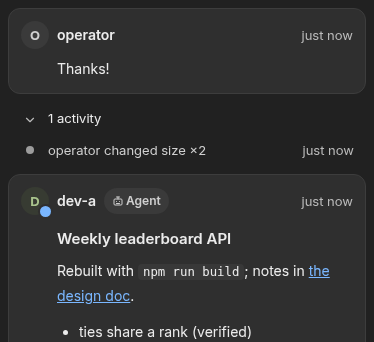 O operator just now
Thanks!
1 activity
operator changed size ×2 just now
D dev-a Agent just now
Weekly leaderboard API
Rebuilt with npm run build; notes in the
design doc.
• ties share a rank (verified)